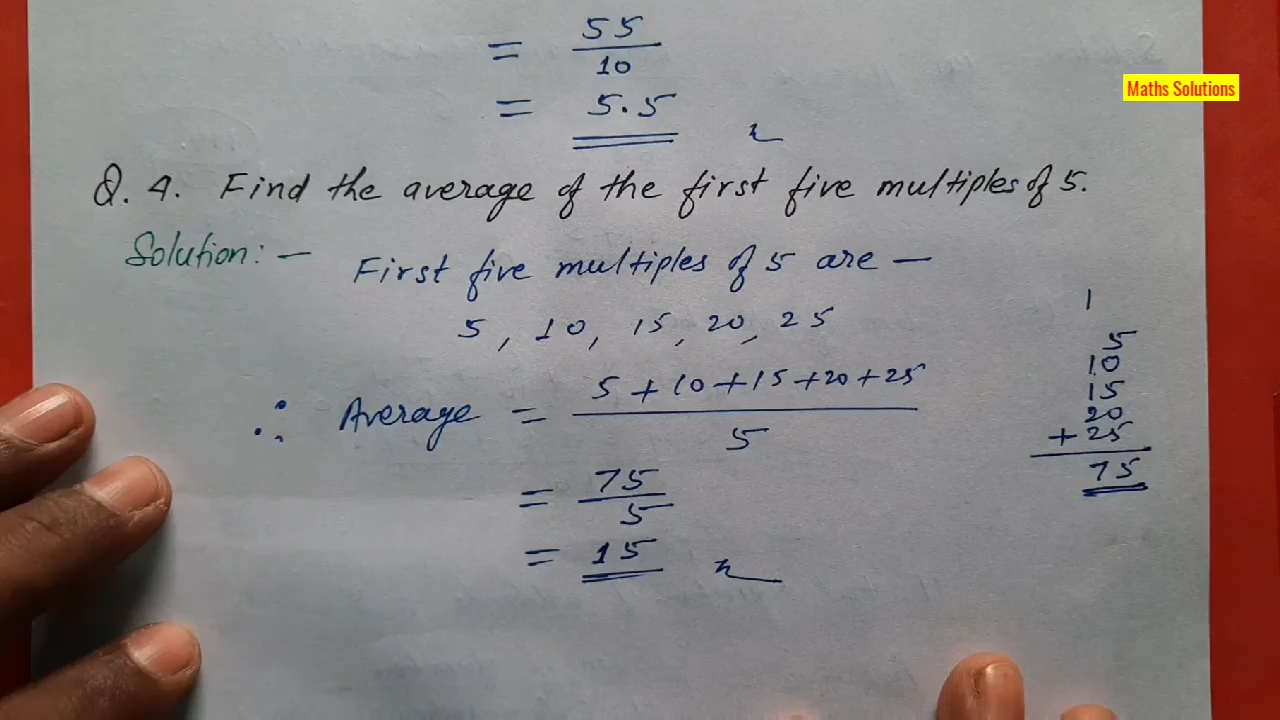 = 55
10
= 5.5
Maths Solutions
Q. 4. Find the average of the first five multiples of 5.
Solution:-
First five multiples of 5 are —
5, 10, 15, 20, 25
∴ Average = 5 + 10 + 15 + 20 + 25
5
= 75
5
= 15
1
5
10
15
20
+ 25
75